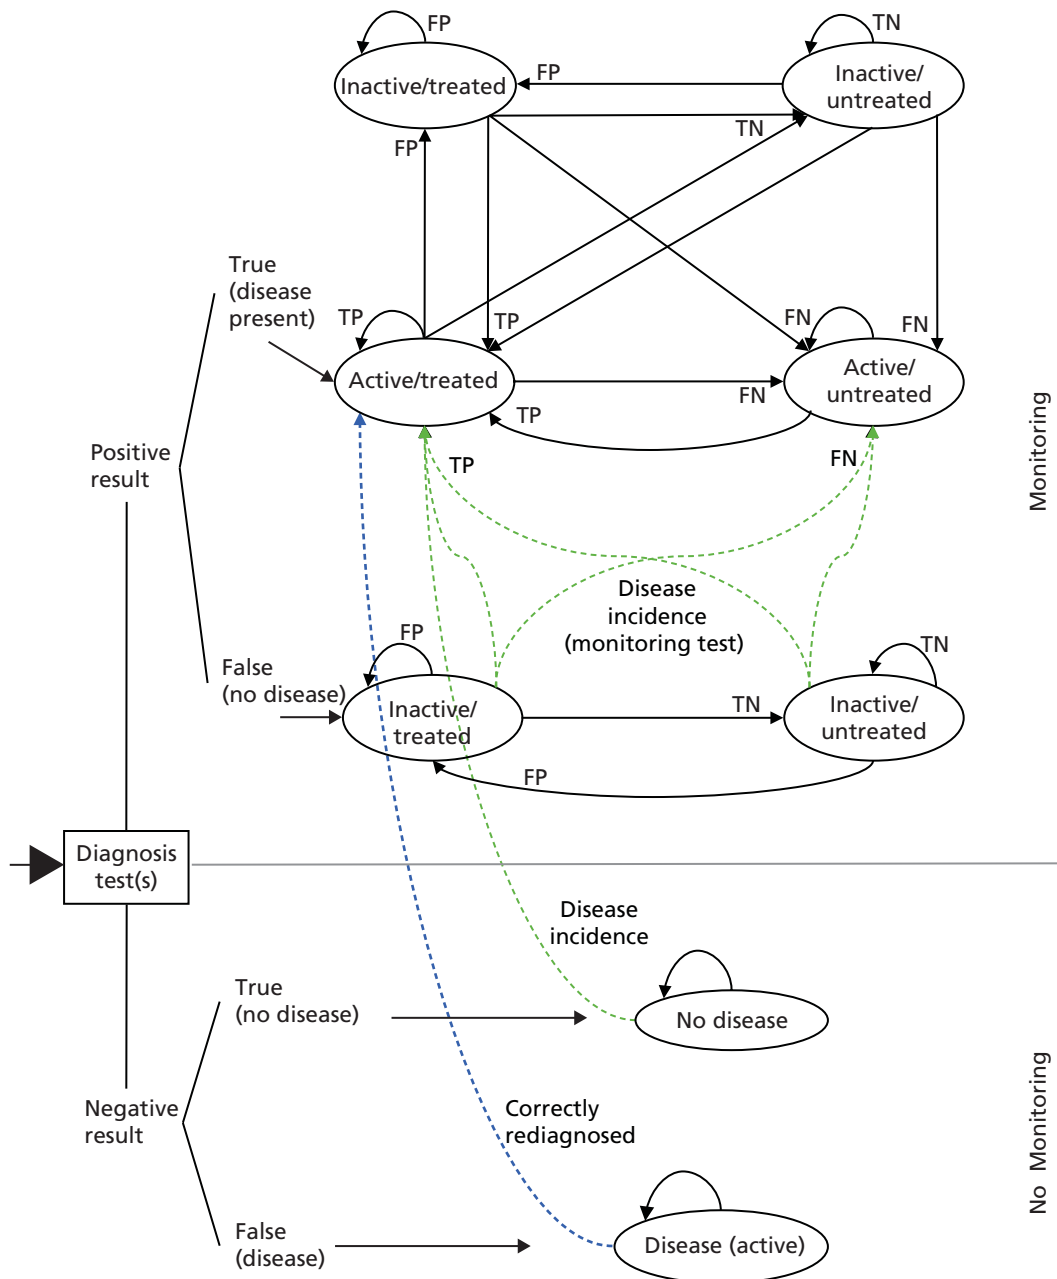 FP
TN
Inactive/treated
FP
Inactive/
untreated
TN
FP
True
(disease
present)
TP
TP
FN
FN
Active/treated
Active/
untreated
FN
TP
Positive
result
TP
FN
Monitoring
Disease
incidence
(monitoring test)
FP
TN
False
(no disease)
Inactive/
treated
TN
Inactive/
untreated
FP
Diagnosis
test(s)
Disease
incidence
True
(no disease)
No disease
Negative
result
Correctly
rediagnosed
No Monitoring
False
(disease)
Disease (active)